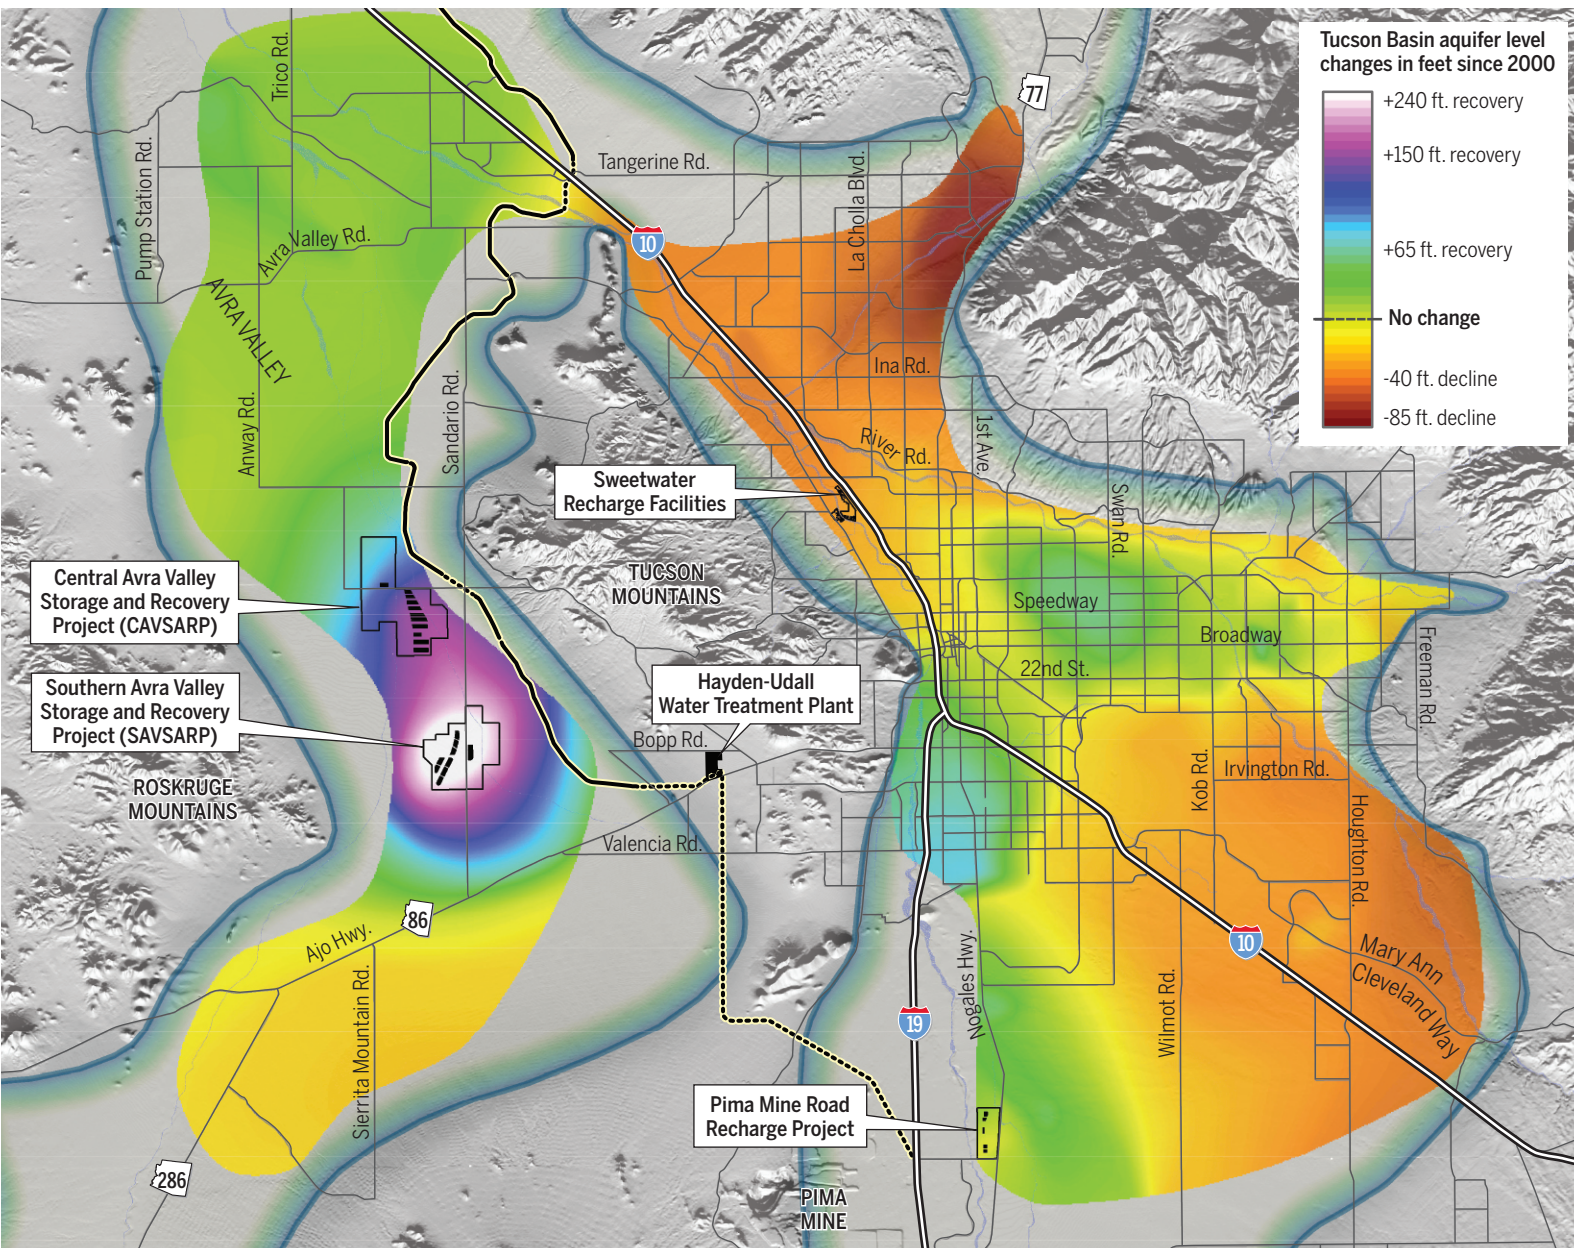 Tucson Basin aquifer level
changes in feet since 2000
+240 ft. recovery
+150 ft. recovery
+65 ft. recovery
No change
-40 ft. decline
-85 ft. decline
77
Trico Rd.
Pump Station Rd.
Tangerine Rd.
La Cholla Blvd.
Avra Valley Rd.
10
AVRA VALLEY
Anway Rd.
Sandario Rd.
Ina Rd.
River Rd.
1st Ave.
Swan Rd.
Sweetwater
Recharge Facilities
TUCSON
MOUNTAINS
Central Avra Valley
Storage and Recovery
Project (CAVSARP)
Speedway
Broadway
22nd St.
Freeman Rd.
Southern Avra Valley
Storage and Recovery
Project (SAVSARP)
Hayden-Udall
Water Treatment Plant
Bopp Rd.
ROSKRUGE
MOUNTAINS
Kob Rd.
Irvington Rd.
Houghton Rd.
Valencia Rd.
86
Ajo Hwy.
Sierrita Mountain Rd.
Nogales Hwy.
Wilmot Rd.
10
Mary Ann
Cleveland Way
19
Pima Mine Road
Recharge Project
286
PIMA
MINE